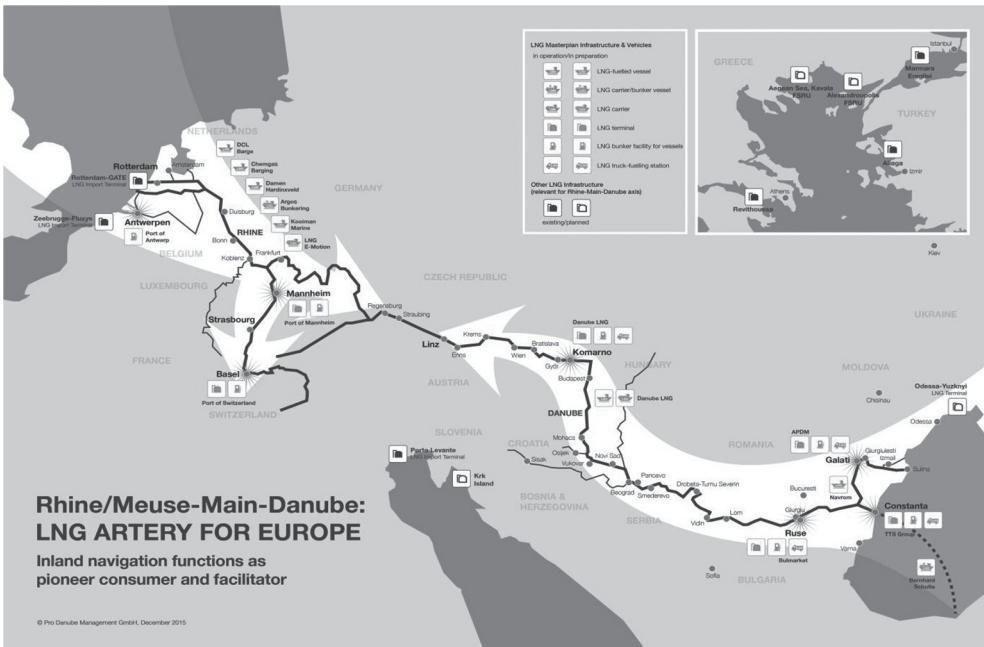 LNG Masterplan Infrastructure & Vehicles
in operation/in preparation
LNG-fuelled vessel
LNG carrier/bunker vessel
LNG carrier
LNG terminal
LNG bunker facility for vessels
LNG truck-fuelling station
Other LNG Infrastructure
(relevant for Rhine-Main-Danube axis)
existing/planned
GREECE
Istanbul
Marmara
Ereglisi
Aegean Sea, Kavala
FSRU
Alexandroupolis
FSRU
TURKEY
Aliaga
Izmir
Athens
Revithoussa
NETHERLANDS
DCL
Barge
Amsterdam
Rotterdam
Rotterdam-GATE
LNG Import Terminal
Chemgas
Barging
Damen
Hardinxveld
GERMANY
Argos
Bunkering
Zeebrugge-Fluxys
LNG Import Terminal
Antwerpen
Port of
Antwerp
Duisburg
Kooiman
Marine
RHINE
Bonn
LNG
E-Motion
BELGIUM
Koblenz
Frankfurt
Kiev
CZECH REPUBLIC
LUXEMBOURG
Mannheim
Port of Mannheim
Regensburg
Straubing
UKRAINE
Strasbourg
Danube LNG
Krems
Linz
Enns
Wien
Bratislava
Györ
Komarno
FRANCE
Basel
Port of Switzerland
SWITZERLAND
AUSTRIA
Budapest
HUNGARY
MOLDOVA
Odessa-Yuznyi
LNG Terminal
Chisinau
Danube LNG
DANUBE
Odessa
SLOVENIA
Mohacs
CROATIA
ROMANIA
APDM
Porto Levante
LNG Import Terminal
Osijek
Vukovar
Novi Sad
Sisak
Galati
Giurgiulesti
Izmail
Sulina
Krk
Island
Pancevo
Beograd
Smederevo
Drobeta-Turnu Severin
Bucuresti
Navrom
BOSNIA &
HERZEGOVINA
Constanta
TTS Group
Rhine/Meuse-Main-Danube:
LNG ARTERY FOR EUROPE
SERBIA
Vidin
Lom
Giurgiu
Ruse
Bulmarket
Varna
Inland navigation functions as
pioneer consumer and facilitator
Sofia
BULGARIA
Bernhard
Schulte
© Pro Danube Management GmbH, December 2015